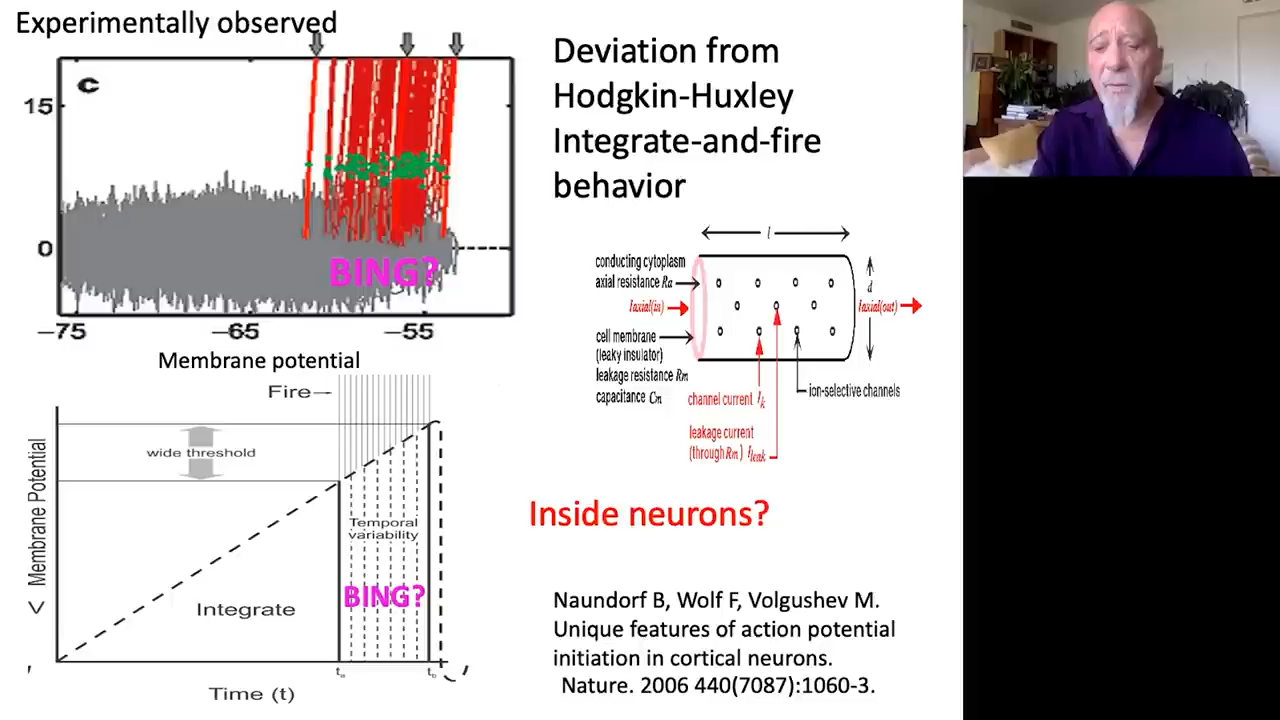 Experimentally observed
C
15
0
BING?
−75
−65
−55
Membrane potential
Fire
wide threshold
Membrane Potential
Temporal
variability
BING?
Integrate
ta
tb
Time (t)
Deviation from
Hodgkin-Huxley
Integrate-and-fire
behavior
l
conducting cytoplasm
axial resistance Ra
d
Iaxial(in)
Iaxial(out)
cell membrane
(leaky insulator)
leakage resistance Rm
capacitance Cm
channel current Ik
ion-selective channels
leakage current
(through Rm) Ileak
Inside neurons?
Naundorf B, Wolf F, Volgushev M.
Unique features of action potential
initiation in cortical neurons.
Nature. 2006 440(7087):1060-3.